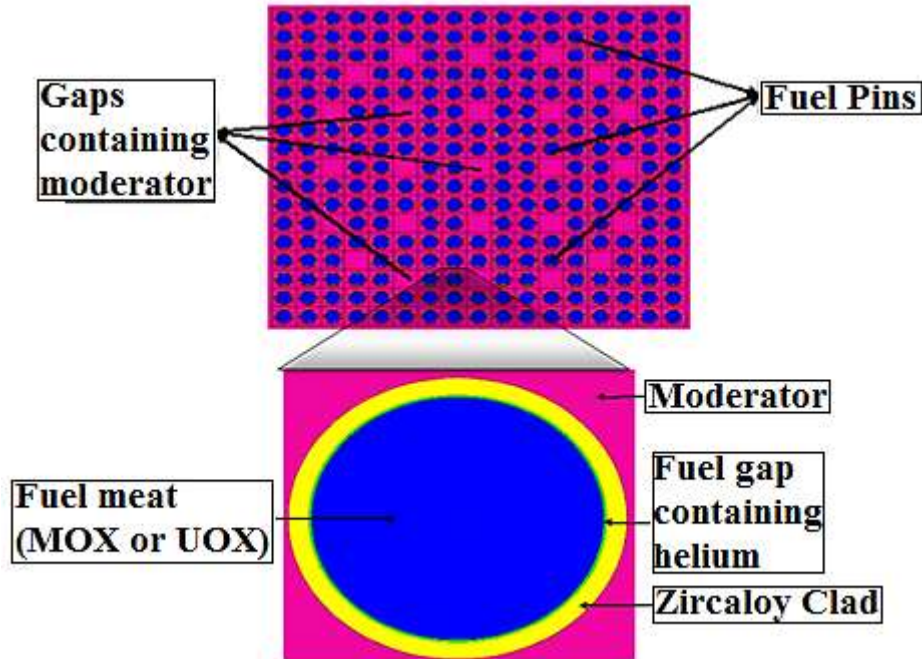 Gaps
containing
moderator
Fuel Pins
Moderator
Fuel gap
containing
helium
Fuel meat
(MOX or UOX)
Zircaloy Clad